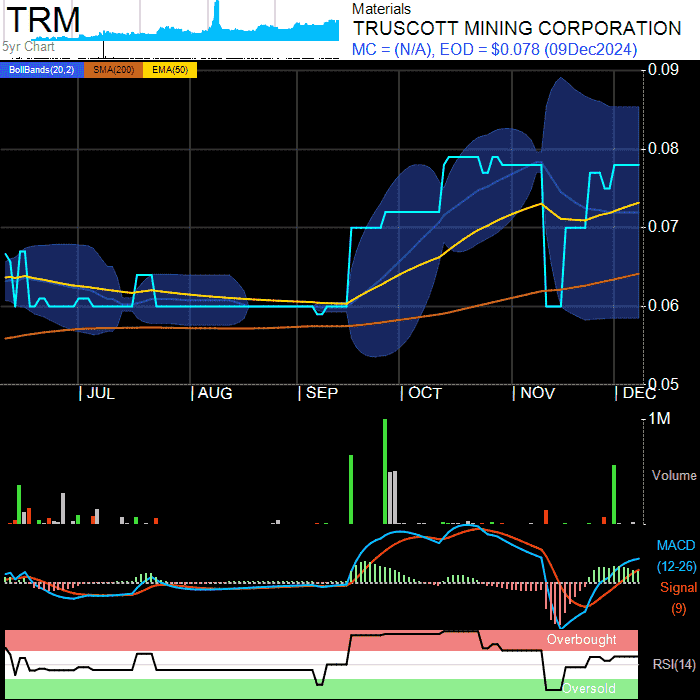 TRM
5yr Chart
Materials
TRUSCOTT MINING CORPORATION
MC = (N/A), EOD = $0.078 (09Dec2024)
BollBands(20,2) SMA(200) EMA(50)
0.09
0.08
0.07
0.06
0.05
JUL AUG SEP OCT NOV DEC
1M
Volume
MACD
(12-26)
Signal
(9)
Overbought
RSI(14)
Oversold